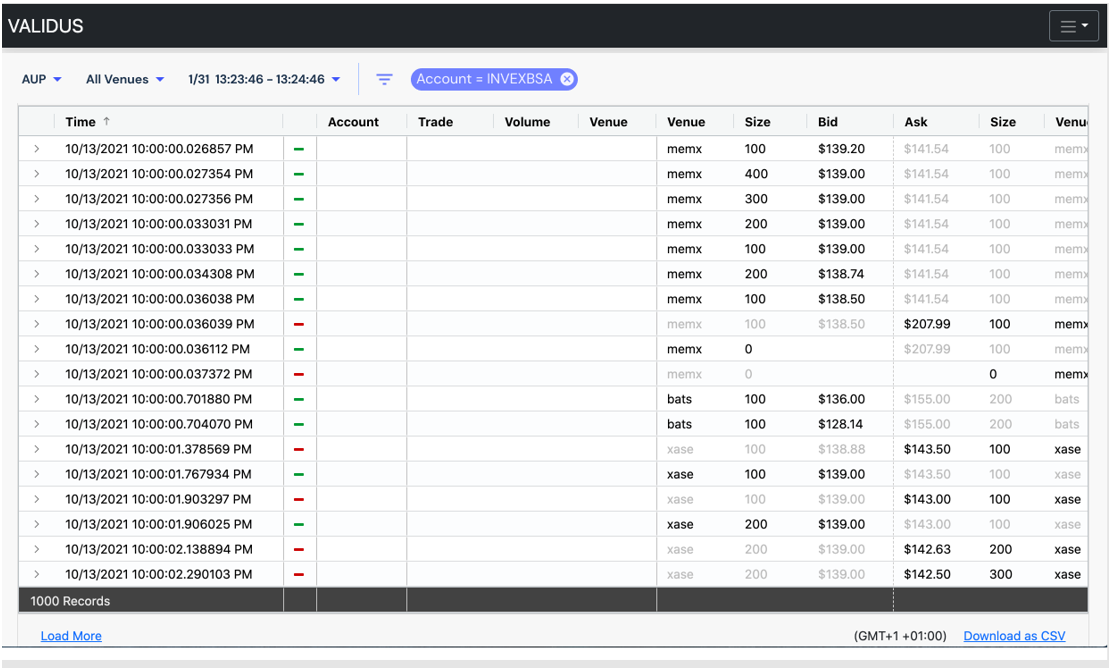 VALIDUS
AUP All Venues 1/31 13:23:46 - 13:24:46 Account = INVEXBSA
Time ↑ Account Trade Volume Venue Venue Size Bid Ask Size Venu
10/13/2021 10:00:00.026857 PM memx 100 $139.20 $141.54 100 memx
10/13/2021 10:00:00.027354 PM memx 400 $139.00 $141.54 100 memx
10/13/2021 10:00:00.027356 PM memx 300 $139.00 $141.54 100 memx
10/13/2021 10:00:00.033031 PM memx 200 $139.00 $141.54 100 memx
10/13/2021 10:00:00.033033 PM memx 100 $139.00 $141.54 100 memx
10/13/2021 10:00:00.034308 PM memx 200 $138.74 $141.54 100 memx
10/13/2021 10:00:00.036038 PM memx 100 $138.50 $141.54 100 memx
10/13/2021 10:00:00.036039 PM memx 100 $138.50 $207.99 100 memx
10/13/2021 10:00:00.036112 PM memx 0 $207.99 100 memx
10/13/2021 10:00:00.037372 PM memx 0 0 memx
10/13/2021 10:00:00.701880 PM bats 100 $136.00 $155.00 200 bats
10/13/2021 10:00:00.704070 PM bats 100 $128.14 $155.00 200 bats
10/13/2021 10:00:01.378569 PM xase 100 $138.88 $143.50 100 xase
10/13/2021 10:00:01.767934 PM xase 100 $139.00 $143.50 100 xase
10/13/2021 10:00:01.903297 PM xase 100 $139.00 $143.00 100 xase
10/13/2021 10:00:01.906025 PM xase 200 $139.00 $143.00 100 xase
10/13/2021 10:00:02.138894 PM xase 200 $139.00 $142.63 200 xase
10/13/2021 10:00:02.290103 PM xase 200 $139.00 $142.50 300 xase
1000 Records
Load More (GMT+1 +01:00) Download as CSV